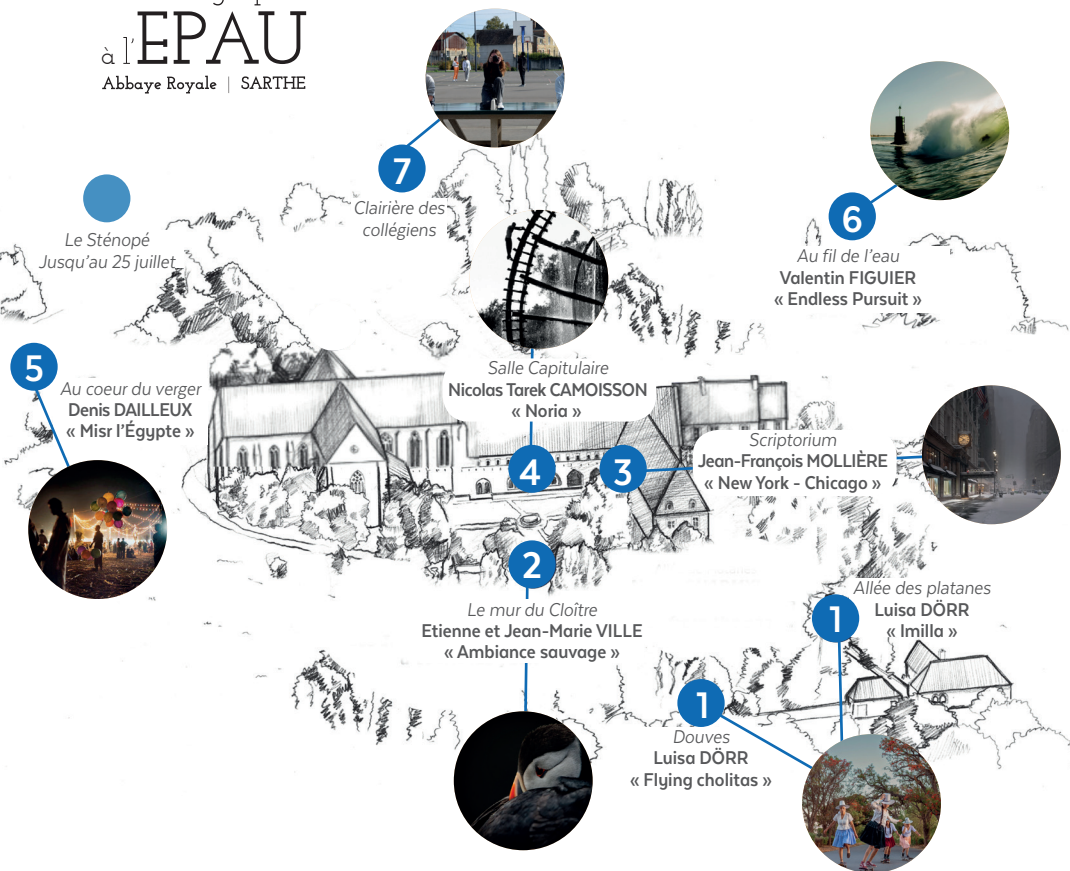 à l'EPAU
Abbaye Royale | SARTHE
7
Clairière des
collégiens
6
Au fil de l'eau
Valentin FIGUIER
« Endless Pursuit »
Le Sténopé
Jusqu'au 25 juillet
5
Au coeur du verger
Denis DAILLEUX
« Misr l'Égypte »
Salle Capitulaire
Nicolas Tarek CAMOISSON
« Noria »
4
3
Scriptorium
Jean-François MOLLIÈRE
« New York - Chicago »
2
Le mur du Cloître
Etienne et Jean-Marie VILLE
« Ambiance sauvage »
1
Allée des platanes
Luisa DÖRR
« Imilla »
1
Douves
Luisa DÖRR
« Flying cholitas »